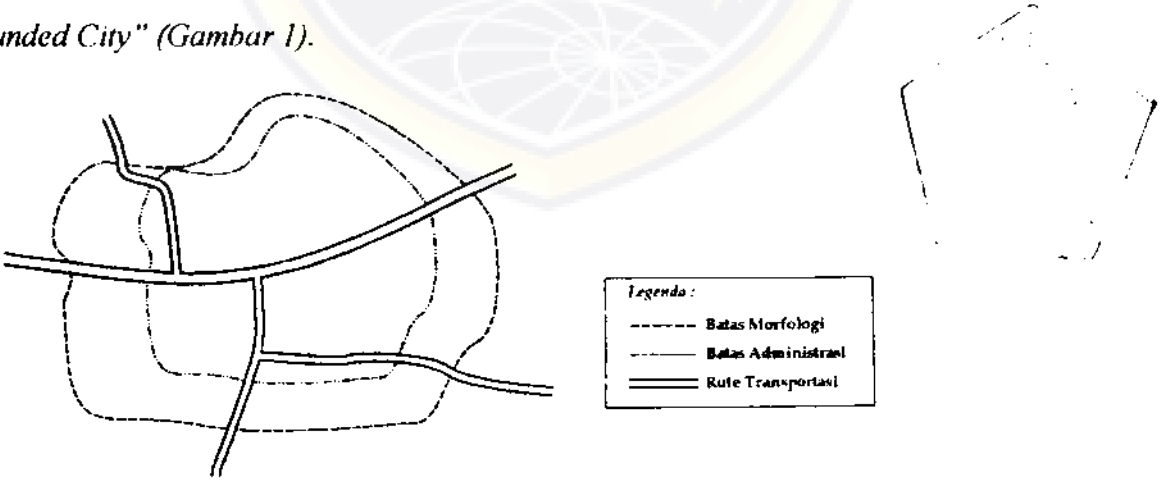 unded City" (Gambar 1).
Legenda :
Batas Morfologi
Batas Administrasi
Rute Transportasi